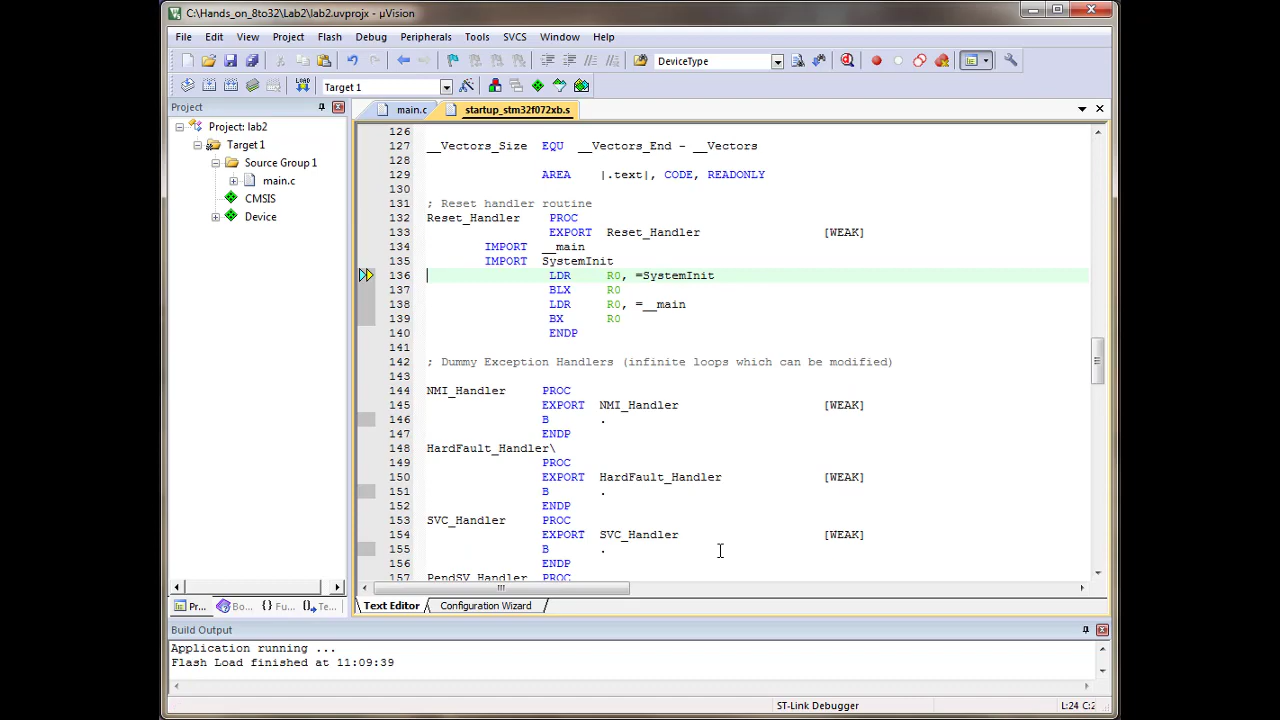 C:\Hands_on_8to32\Lab2\lab2.uvprojx - µVision
File Edit View Project Flash Debug Peripherals Tools SVCS Window Help
DeviceType
LOAD Target 1
Project
main.c startup_stm32f072xb.s
Project: lab2
Target 1
Source Group 1
main.c
CMSIS
Device
126
127 __Vectors_Size EQU __Vectors_End - __Vectors
128
129 AREA |.text|, CODE, READONLY
130
131 ; Reset handler routine
132 Reset_Handler PROC
133 EXPORT Reset_Handler [WEAK]
134 IMPORT __main
135 IMPORT SystemInit
136 LDR R0, =SystemInit
137 BLX R0
138 LDR R0, =__main
139 BX R0
140 ENDP
141
142 ; Dummy Exception Handlers (infinite loops which can be modified)
143
144 NMI_Handler PROC
145 EXPORT NMI_Handler [WEAK]
146 B .
147 ENDP
148 HardFault_Handler\
149 PROC
150 EXPORT HardFault_Handler [WEAK]
151 B .
152 ENDP
153 SVC_Handler PROC
154 EXPORT SVC_Handler [WEAK]
155 B .
156 ENDP
157 PendSV_Handler PROC
Pr... Bo... {} Fu... Te...
Text Editor Configuration Wizard
Build Output
Application running ...
Flash Load finished at 11:09:39
ST-Link Debugger L:24 C:2